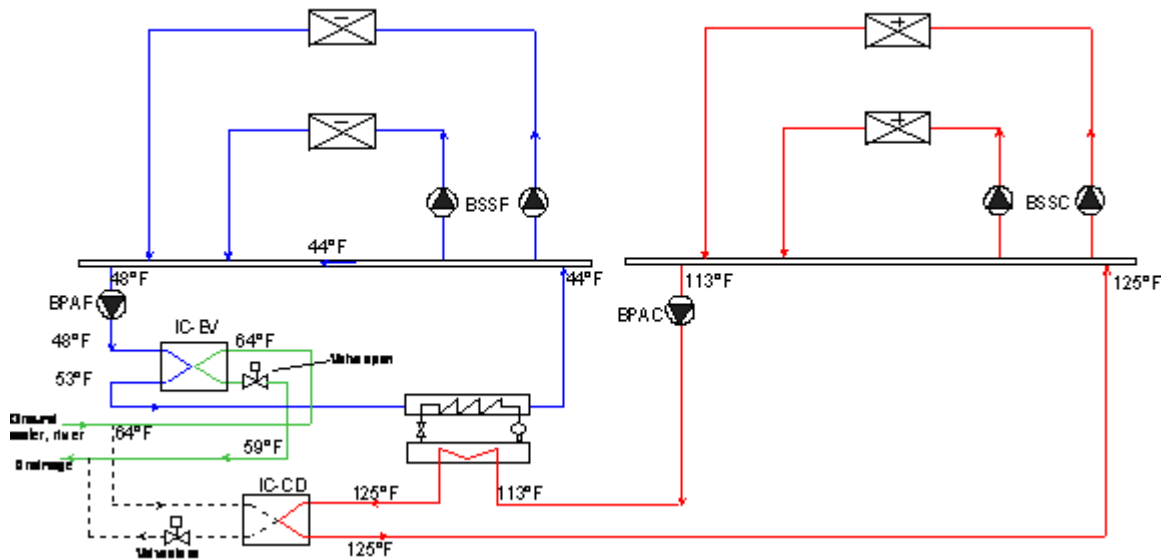 −
+
−
+
BSSF
BSSC
44°F
48°F
44°F
113°F
125°F
BPAF
BPAC
IC-EV
48°F
64°F
Valve open
53°F
Ground
water, river
64°F
59°F
Drainage
IC-CD
125°F
113°F
125°F